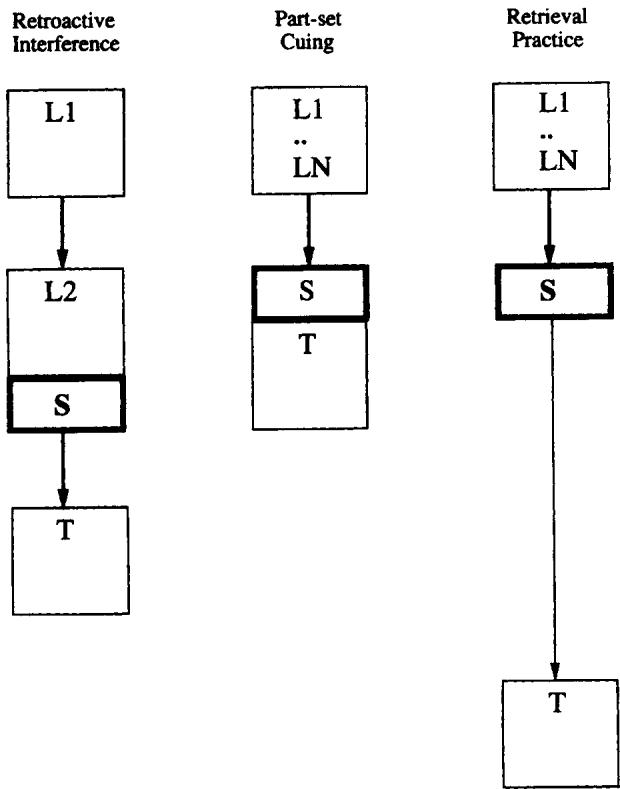 Retroactive
Interference
Part-set
Cuing
Retrieval
Practice
L1
L2
S
T
L1
..
LN
S
T
L1
..
LN
S
T